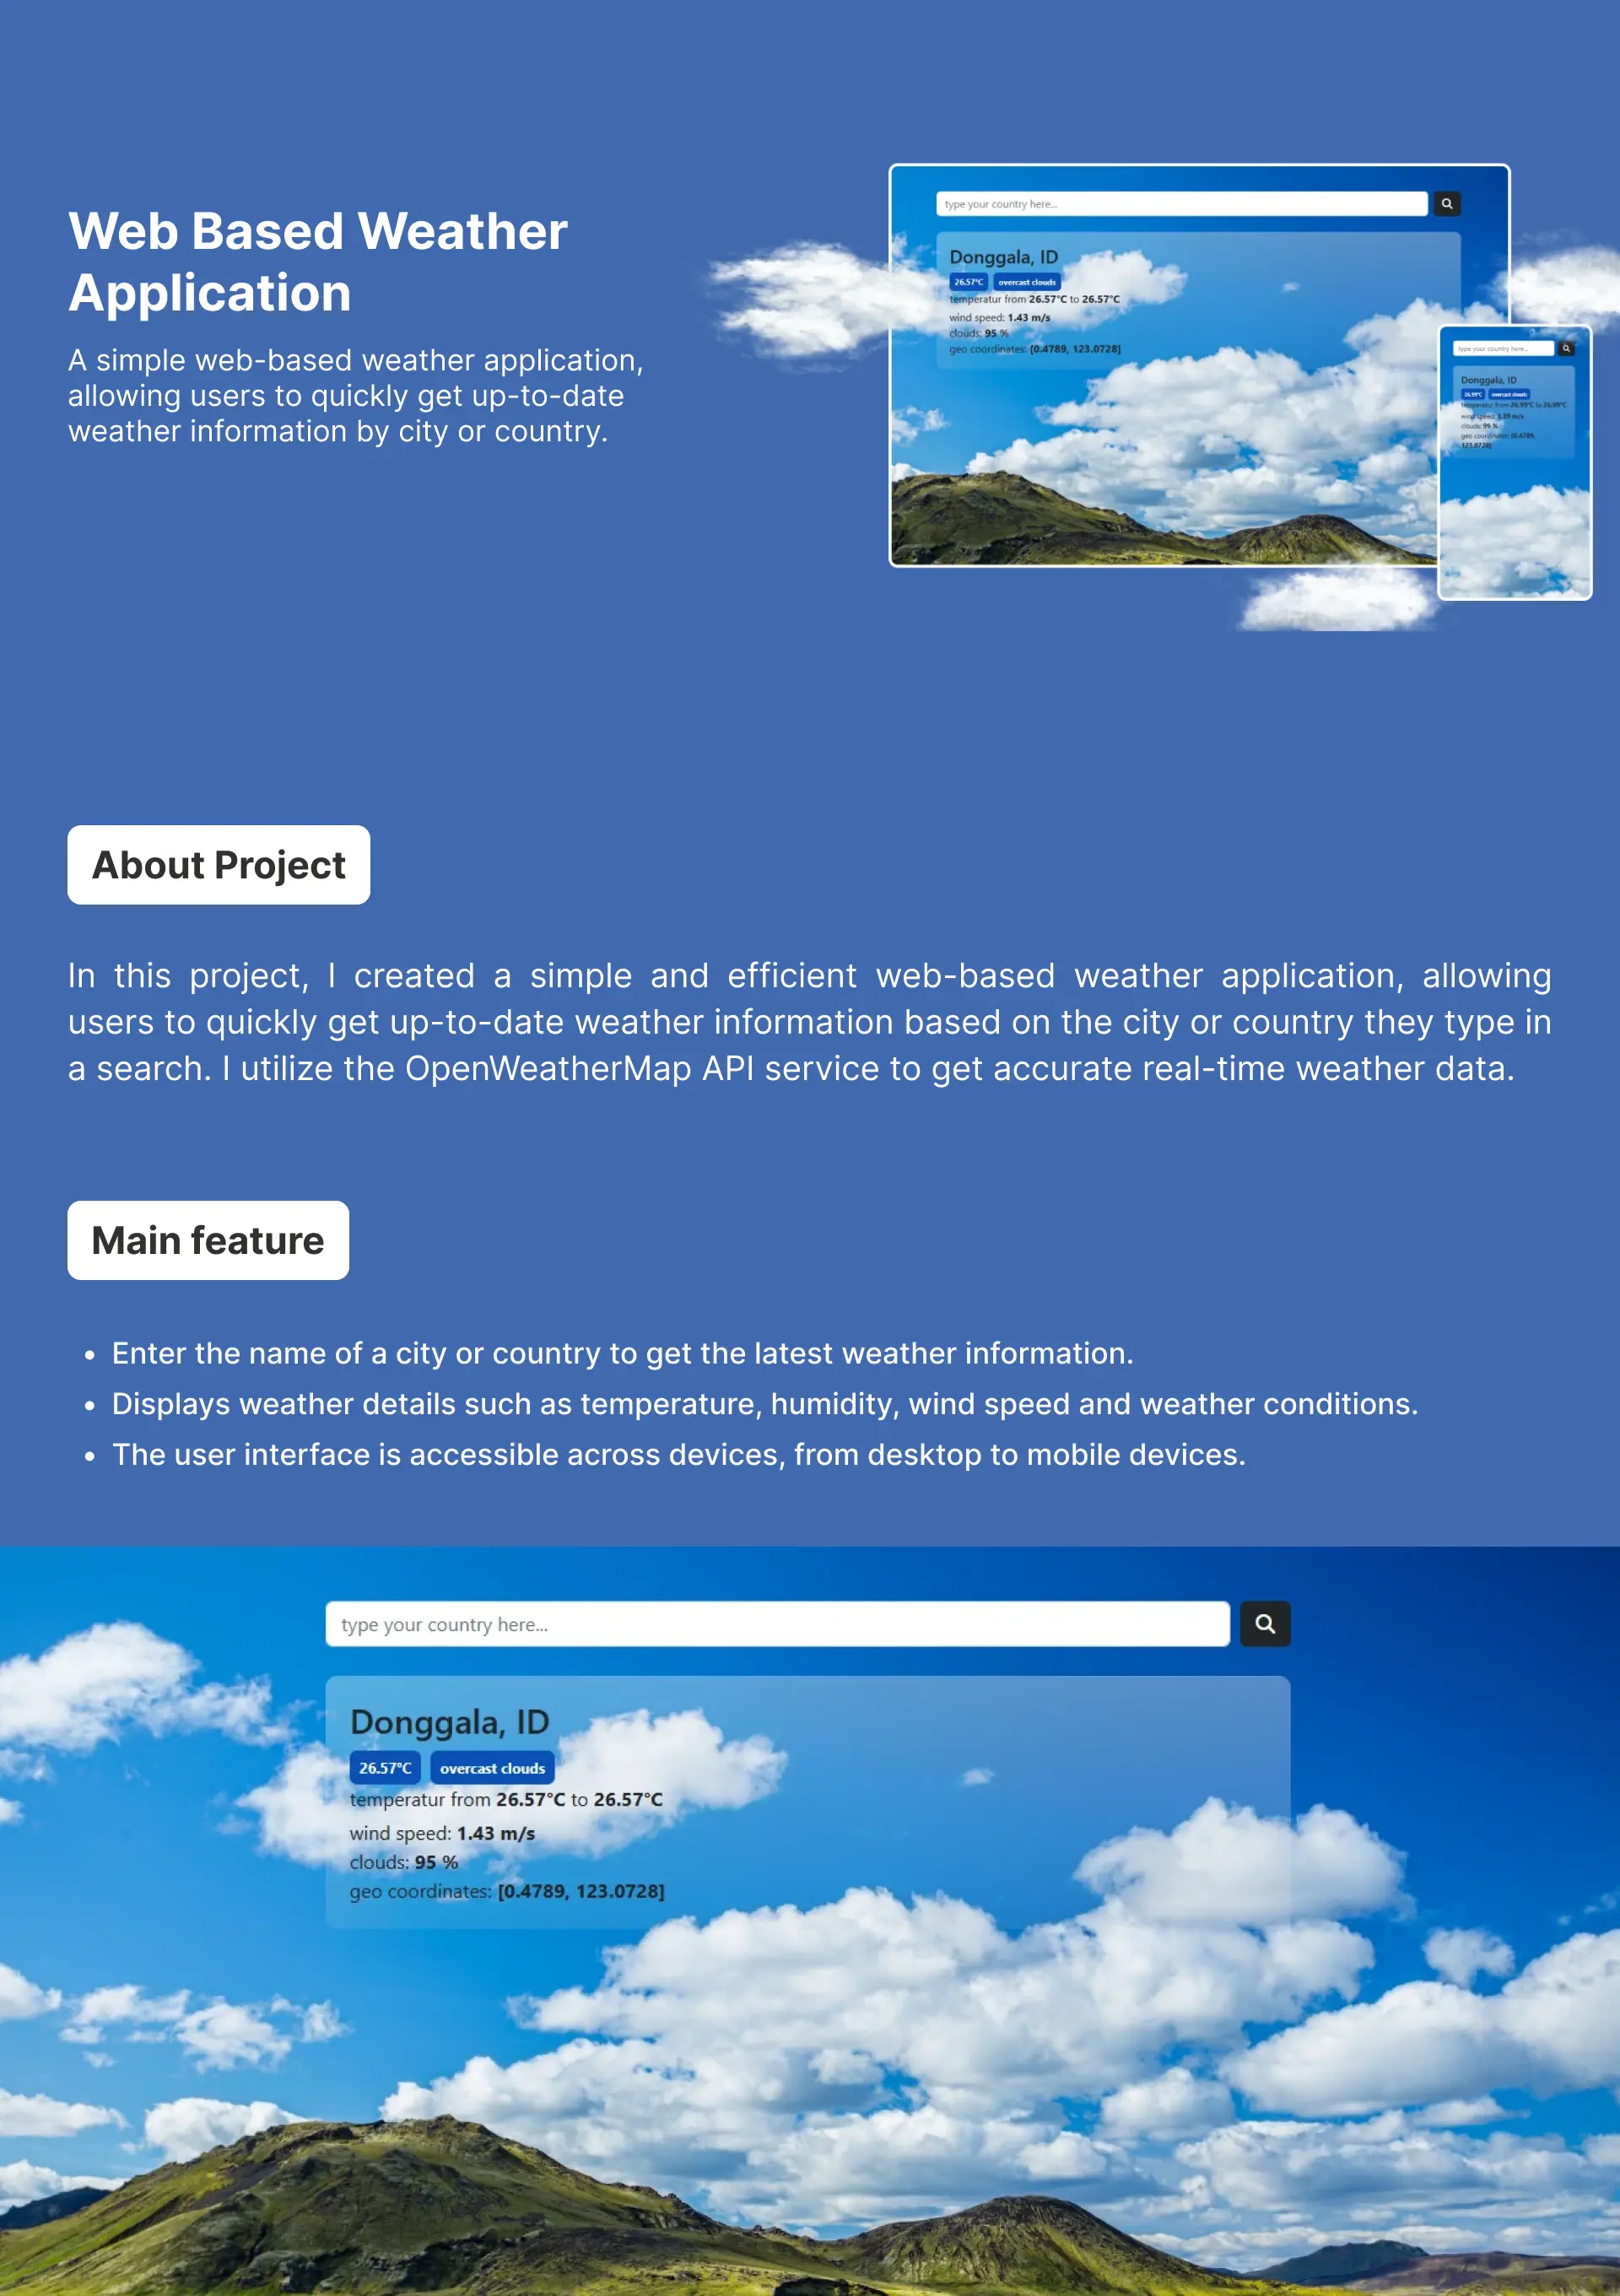 Web Based Weather
Application
A simple web-based weather application,
allowing users to quickly get up-to-date
weather information by city or country.
type your country here...
Donggala, ID
26.57°C overcast clouds
temperatur from 26.57°C to 26.57°C
wind speed: 1.43 m/s
clouds: 95 %
geo coordinates: [0.4789, 123.0728]
type your country here...
Donggala, ID
26.99°C overcast clouds
temperatur from 26.99°C to 26.99°C
wind speed: 1.39 m/s
clouds: 99 %
geo coordinates: [0.4789,
123.0728]
About Project
In this project, I created a simple and efficient web-based weather application, allowing
users to quickly get up-to-date weather information based on the city or country they type in
a search. I utilize the OpenWeatherMap API service to get accurate real-time weather data.
Main feature
• Enter the name of a city or country to get the latest weather information.
• Displays weather details such as temperature, humidity, wind speed and weather conditions.
• The user interface is accessible across devices, from desktop to mobile devices.
type your country here...
Donggala, ID
26.57°C overcast clouds
temperatur from 26.57°C to 26.57°C
wind speed: 1.43 m/s
clouds: 95 %
geo coordinates: [0.4789, 123.0728]